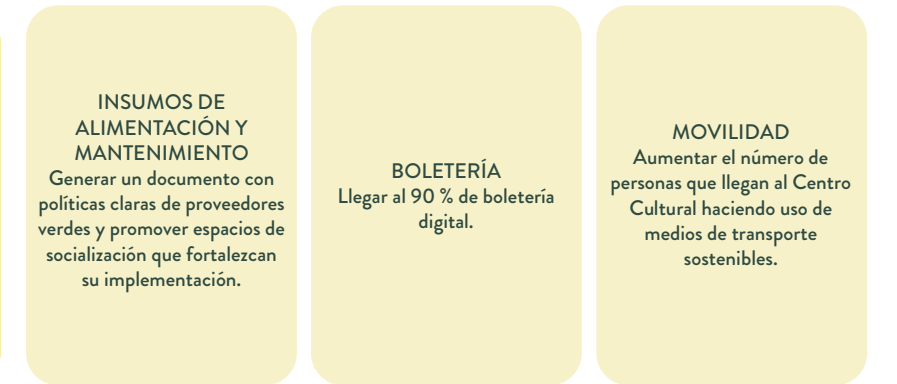 INSUMOS DE
ALIMENTACIÓN Y
MANTENIMIENTO
Generar un documento con
políticas claras de proveedores
verdes y promover espacios de
socialización que fortalezcan
su implementación.
BOLETERÍA
Llegar al 90 % de boletería
digital.
MOVILIDAD
Aumentar el número de
personas que llegan al Centro
Cultural haciendo uso de
medios de transporte
sostenibles.